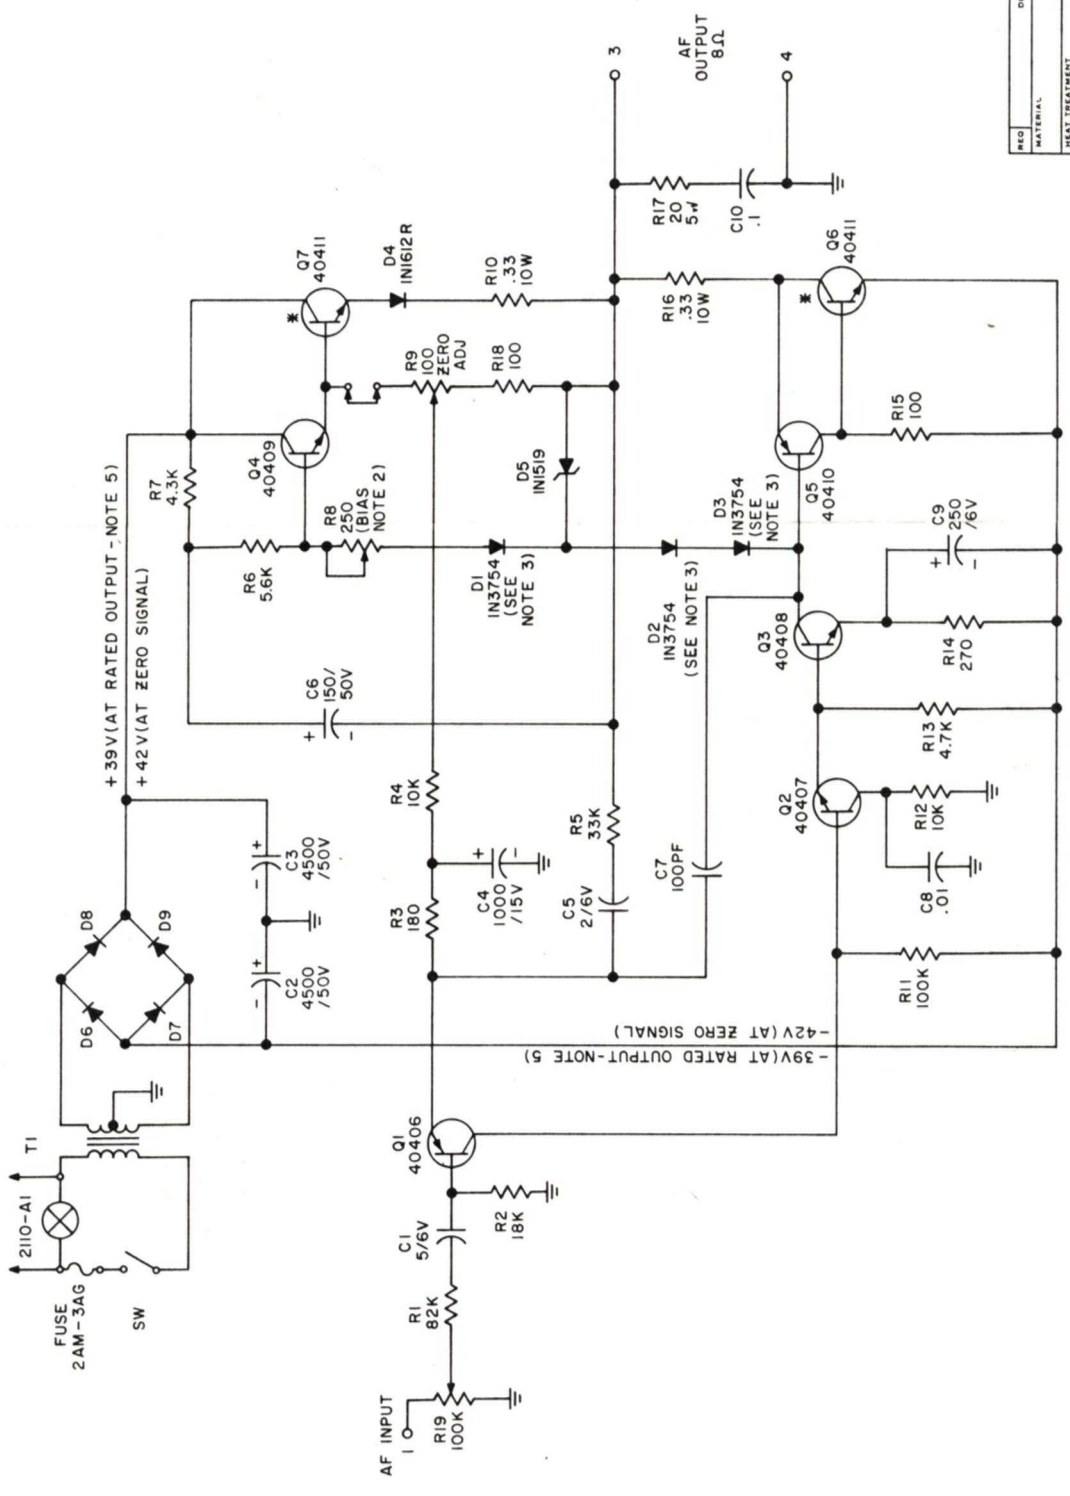 FUSE
2AM-3AG
2110-A1
T1
SW
D6
D8
D7
D9
+39V(AT RATED OUTPUT-NOTE 5)
+42V(AT ZERO SIGNAL)
C2
4500
/50V
- +
C3
4500
/50V
- +
R7
4.3K
R6
5.6K
C6
150/
50V
+
-
Q4
40409
R8
250
(BIAS
NOTE 2)
Q7
40411
*
D4
IN1612R
R9
100
ZERO
ADJ
R10
.33
10W
R18
100
D5
IN1519
D1
IN3754
(SEE
NOTE 3)
D2
IN3754
(SEE NOTE 3)
D3
IN3754
(SEE
NOTE 3)
R4
10K
R3
180
C4
1000
/15V
+
-
R5
33K
C5
2/6V
C7
100PF
3
AF
OUTPUT
8Ω
4
R17
20
5W
C10
.1
R16
.33
10W
Q6
40411
*
Q5
40410
R15
100
C9
250
/6V
+
-
Q3
40408
R14
270
R13
4.7K
Q2
40407
R12
10K
C8
.01
R11
100K
-42V(AT ZERO SIGNAL)
-39V(AT RATED OUTPUT-NOTE 5)
Q1
40406
C1
5/6V
R2
18K
R1
82K
AF INPUT
1
R19
100K
REQ
MATERIAL
HEAT TREATMENT